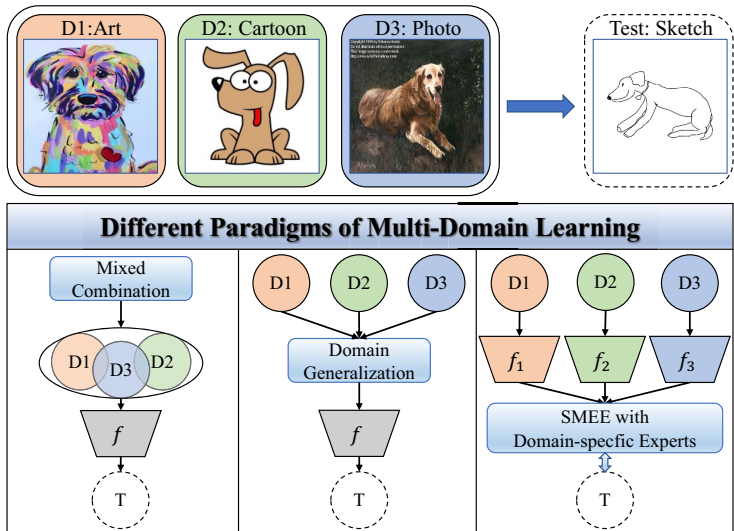 D1:Art
D2: Cartoon
D3: Photo
Test: Sketch
Different Paradigms of Multi-Domain Learning
Mixed
Combination
D1
D3
D2
f
T
D1
D2
D3
Domain
Generalization
f
T
D1
D2
D3
f₁
f₂
f₃
SMEE with
Domain-specfic Experts
T